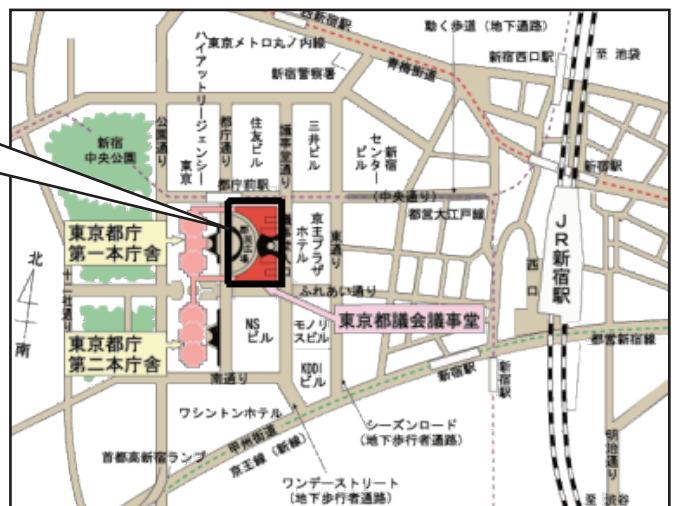 西新宿駅
動く歩道（地下通路）
東京メトロ丸ノ内線
ハイアットリージェンシー
東京
新宿警察署
青梅街道
新宿西口駅
至 池袋
新宿
中央公園
公園通り
都庁通り
住友ビル
議事堂通り
三井ビル
新宿
センター
ビル
新宿駅
都庁前駅
（中央通り）
都営大江戸線
東京都庁
第一本庁舎
都民広場
京王プラザ
ホテル
東通り
JR新宿駅
西口
北
南
十二社通り
ふれあい通り
東京都議会議事堂
東京都庁
第二本庁舎
NS
ビル
モノリ
スビル
KDDI
ビル
都営新宿線
新宿駅
新宿駅
南通り
ワシントンホテル
シーズンロード
（地下歩行者通路）
甲州街道
京王線（新線）
首都高新宿ランプ
ワンデーストリート
（地下歩行者通路）
明治通り
至 渋谷